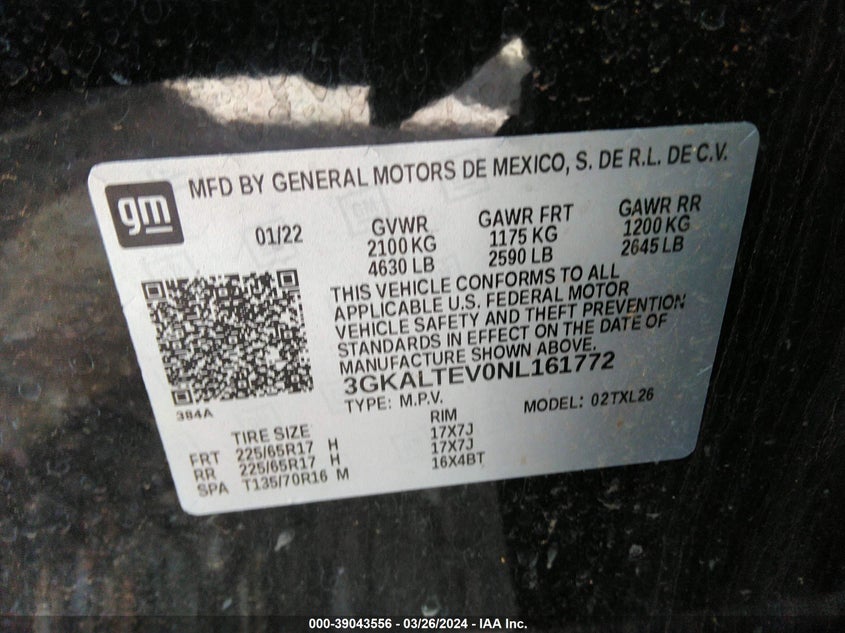 gm
MFD BY GENERAL MOTORS DE MEXICO, S. DE R.L. DE C.V.
01/22 GVWR GAWR FRT GAWR RR
2100 KG 1175 KG 1200 KG
4630 LB 2590 LB 2645 LB
THIS VEHICLE CONFORMS TO ALL
APPLICABLE U.S. FEDERAL MOTOR
VEHICLE SAFETY AND THEFT PREVENTION
STANDARDS IN EFFECT ON THE DATE OF
MANUFACTURE SHOWN ABOVE.
3GKALTEV0NL161772
384A
TYPE: M.P.V. MODEL: 02TXL26
TIRE SIZE RIM
FRT 225/65R17 H 17X7J
RR 225/65R17 H 17X7J
SPA T135/70R16 M 16X4BT
000-39043556 - 03/26/2024 - IAA Inc.